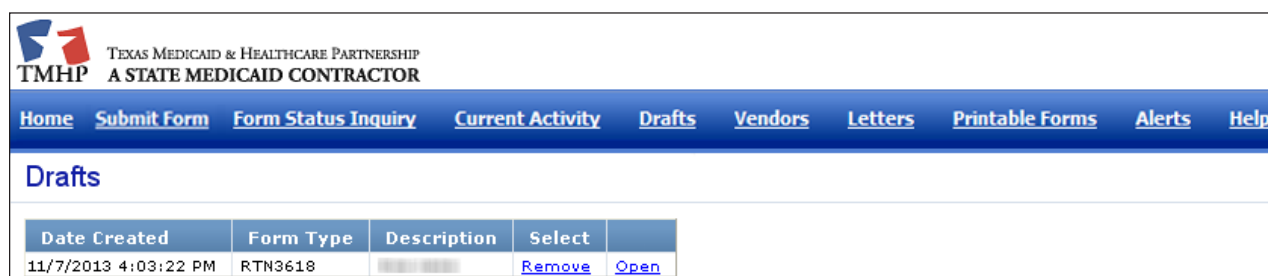 TEXAS MEDICAID & HEALTHCARE PARTNERSHIP
TMHP A STATE MEDICAID CONTRACTOR
Home Submit Form Form Status Inquiry Current Activity Drafts Vendors Letters Printable Forms Alerts Help
Drafts
Date Created Form Type Description Select
11/7/2013 4:03:22 PM RTN3618 Remove Open